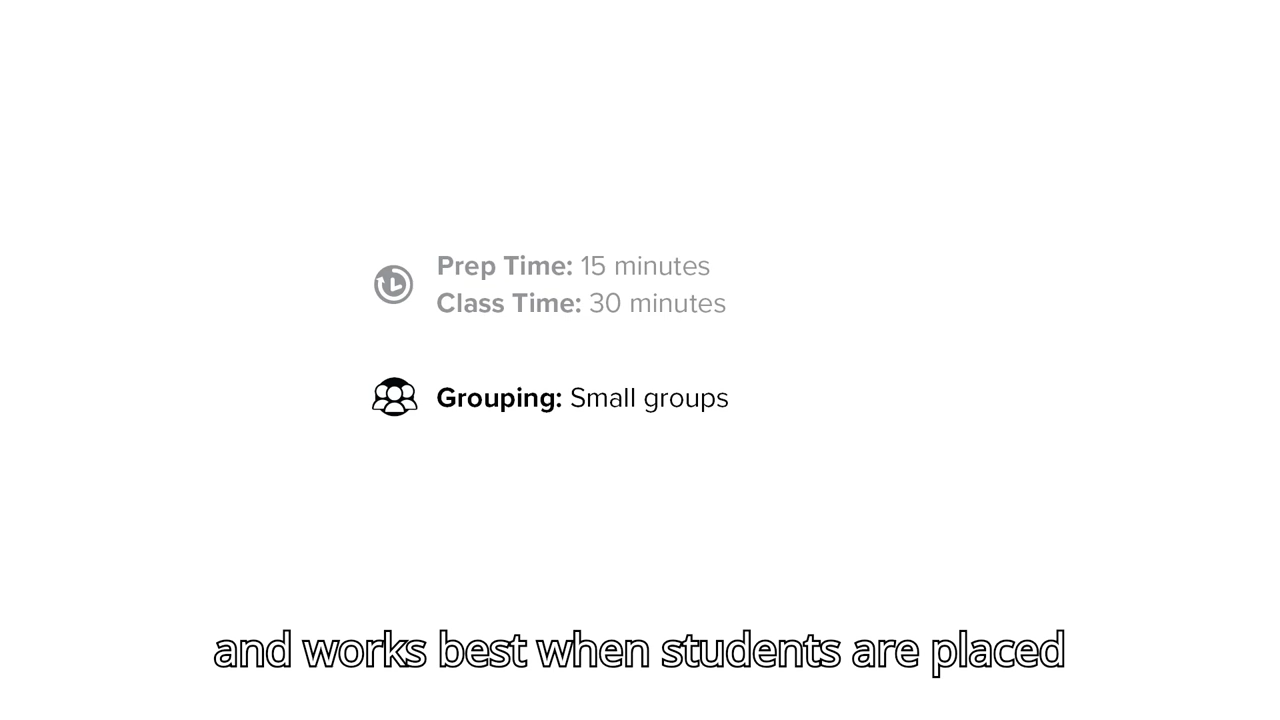 Prep Time: 15 minutes
Class Time: 30 minutes
Grouping: Small groups
and works best when students are placed